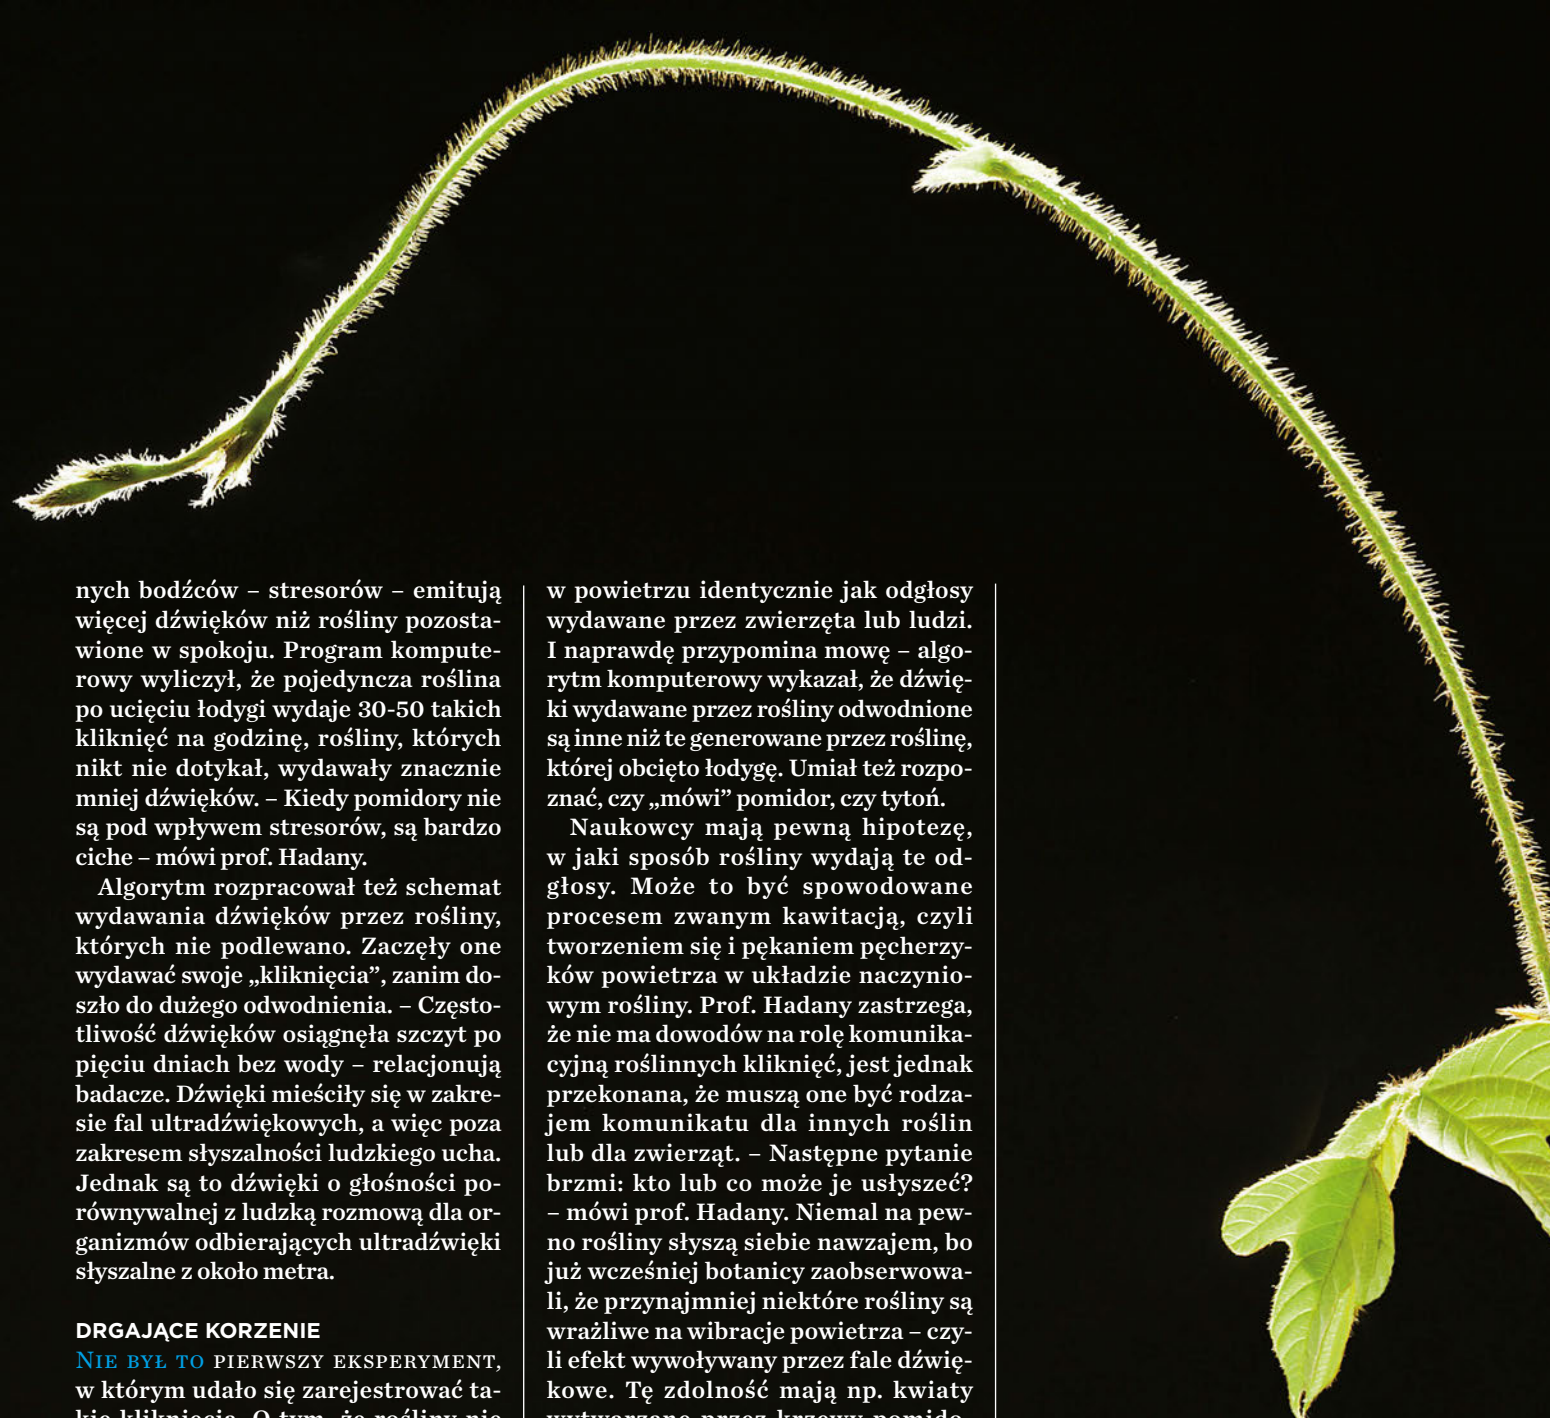 nych bodźców – stresorów – emitują
więcej dźwięków niż rośliny pozosta-
wione w spokoju. Program kompute-
rowy wyliczył, że pojedyncza roślina
po ucięciu łodygi wydaje 30-50 takich
kliknięć na godzinę, rośliny, których
nikt nie dotykał, wydawały znacznie
mniej dźwięków. – Kiedy pomidory nie
są pod wpływem stresorów, są bardzo
ciche – mówi prof. Hadany.
Algorytm rozpracował też schemat
wydawania dźwięków przez rośliny,
których nie podlewano. Zaczęły one
wydawać swoje „kliknięcia”, zanim do-
szło do dużego odwodnienia. – Często-
tliwość dźwięków osiągnęła szczyt po
pięciu dniach bez wody – relacjonują
badacze. Dźwięki mieściły się w zakre-
sie fal ultradźwiękowych, a więc poza
zakresem słyszalności ludzkiego ucha.
Jednak są to dźwięki o głośności po-
równywalnej z ludzką rozmową dla or-
ganizmów odbierających ultradźwięki
słyszalne z około metra.
DRGAJĄCE KORZENIE
NIE BYŁ TO PIERWSZY EKSPERYMENT,
w którym udało się zarejestrować ta-
kie kliknięcia. O tym, że rośliny nie
w powietrzu identycznie jak odgłosy
wydawane przez zwierzęta lub ludzi.
I naprawdę przypomina mowę – algo-
rytm komputerowy wykazał, że dźwię-
ki wydawane przez rośliny odwodnione
są inne niż te generowane przez roślinę,
której obcięto łodygę. Umiał też rozpo-
znać, czy „mówi” pomidor, czy tytoń.
Naukowcy mają pewną hipotezę,
w jaki sposób rośliny wydają te od-
głosy. Może to być spowodowane
procesem zwanym kawitacją, czyli
tworzeniem się i pękaniem pęcherzy-
ków powietrza w układzie naczynio-
wym rośliny. Prof. Hadany zastrzega,
że nie ma dowodów na rolę komunika-
cyjną roślinnych kliknięć, jest jednak
przekonana, że muszą one być rodza-
jem komunikatu dla innych roślin
lub dla zwierząt. – Następne pytanie
brzmi: kto lub co może je usłyszeć?
– mówi prof. Hadany. Niemal na pew-
no rośliny słyszą siebie nawzajem, bo
już wcześniej botanicy zaobserwowa-
li, że przynajmniej niektóre rośliny są
wrażliwe na wibracje powietrza – czy-
li efekt wywoływany przez fale dźwię-
kowe. Tę zdolność mają np. kwiaty
wytwarzane przez krzewy pomido-